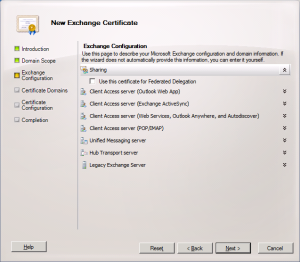 New Exchange Certificate
Introduction
Domain Scope
Exchange
Configuration
Certificate Domains
Certificate
Configuration
Completion
Exchange Configuration
Use this page to describe your Microsoft Exchange configuration and domain information. If
the wizard does not automatically provide this information, you can enter it yourself.
Sharing
Use this certificate for Federated Delegation
Client Access server (Outlook Web App)
Client Access server (Exchange ActiveSync)
Client Access server (Web Services, Outlook Anywhere, and Autodiscover)
Client Access server (POP/IMAP)
Unified Messaging server
Hub Transport server
Legacy Exchange Server
Help
Reset
< Back
Next >
Cancel